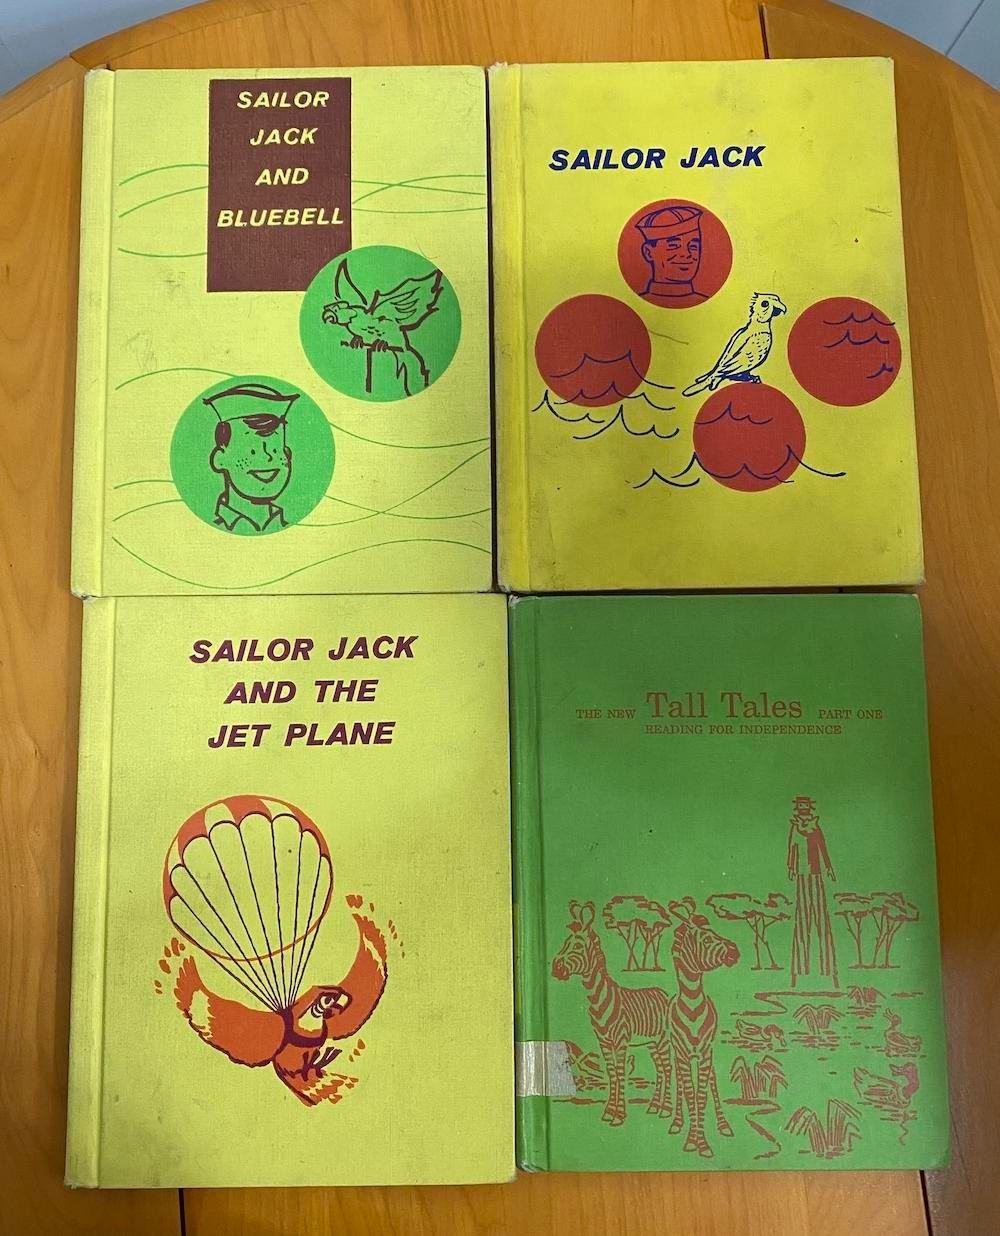 SAILOR
JACK
AND
BLUEBELL
SAILOR JACK
SAILOR JACK
AND THE
JET PLANE
THE NEW Tall Tales PART ONE
READING FOR INDEPENDENCE